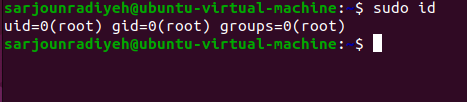 sarjounradiyeh@ubuntu-virtual-machine:~$ sudo id
uid=0(root) gid=0(root) groups=0(root)
sarjounradiyeh@ubuntu-virtual-machine:~$